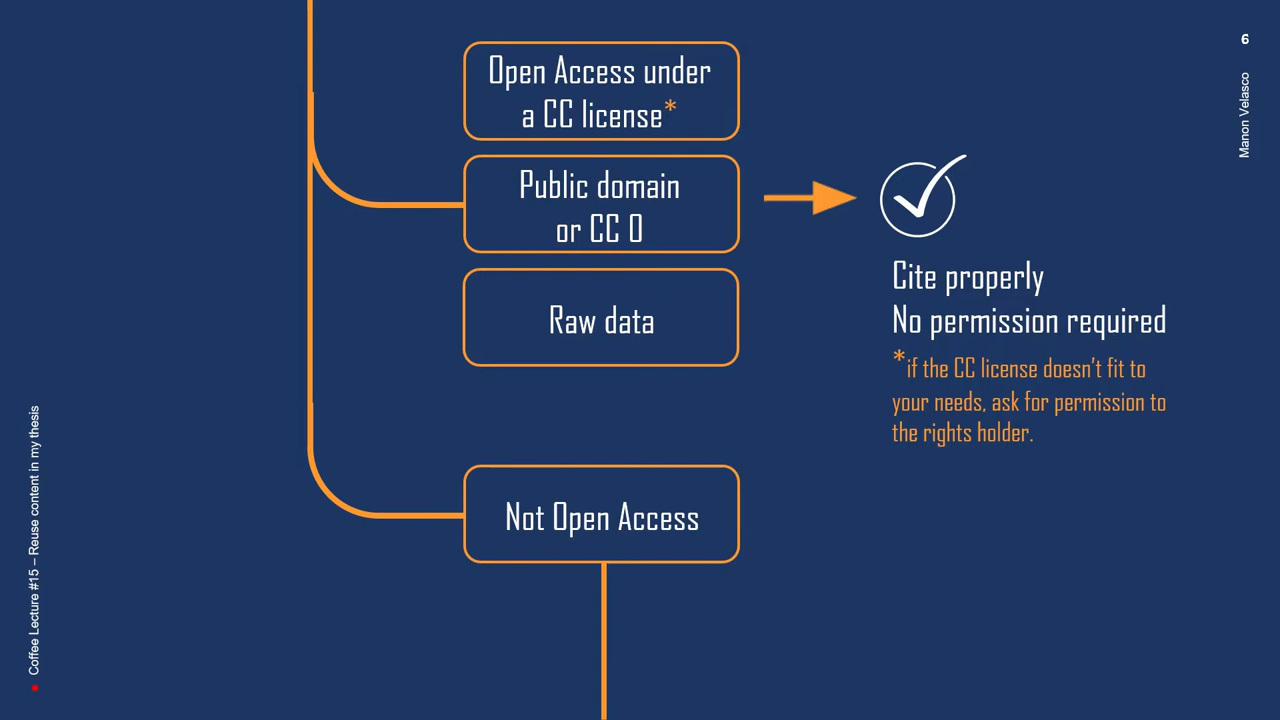 6
Manon Velasco
Open Access under
a CC license*
Public domain
or CC 0
Raw data
Cite properly
No permission required
*if the CC license doesn't fit to
your needs, ask for permission to
the rights holder.
Not Open Access
Coffee Lecture #15 – Reuse content in my thesis